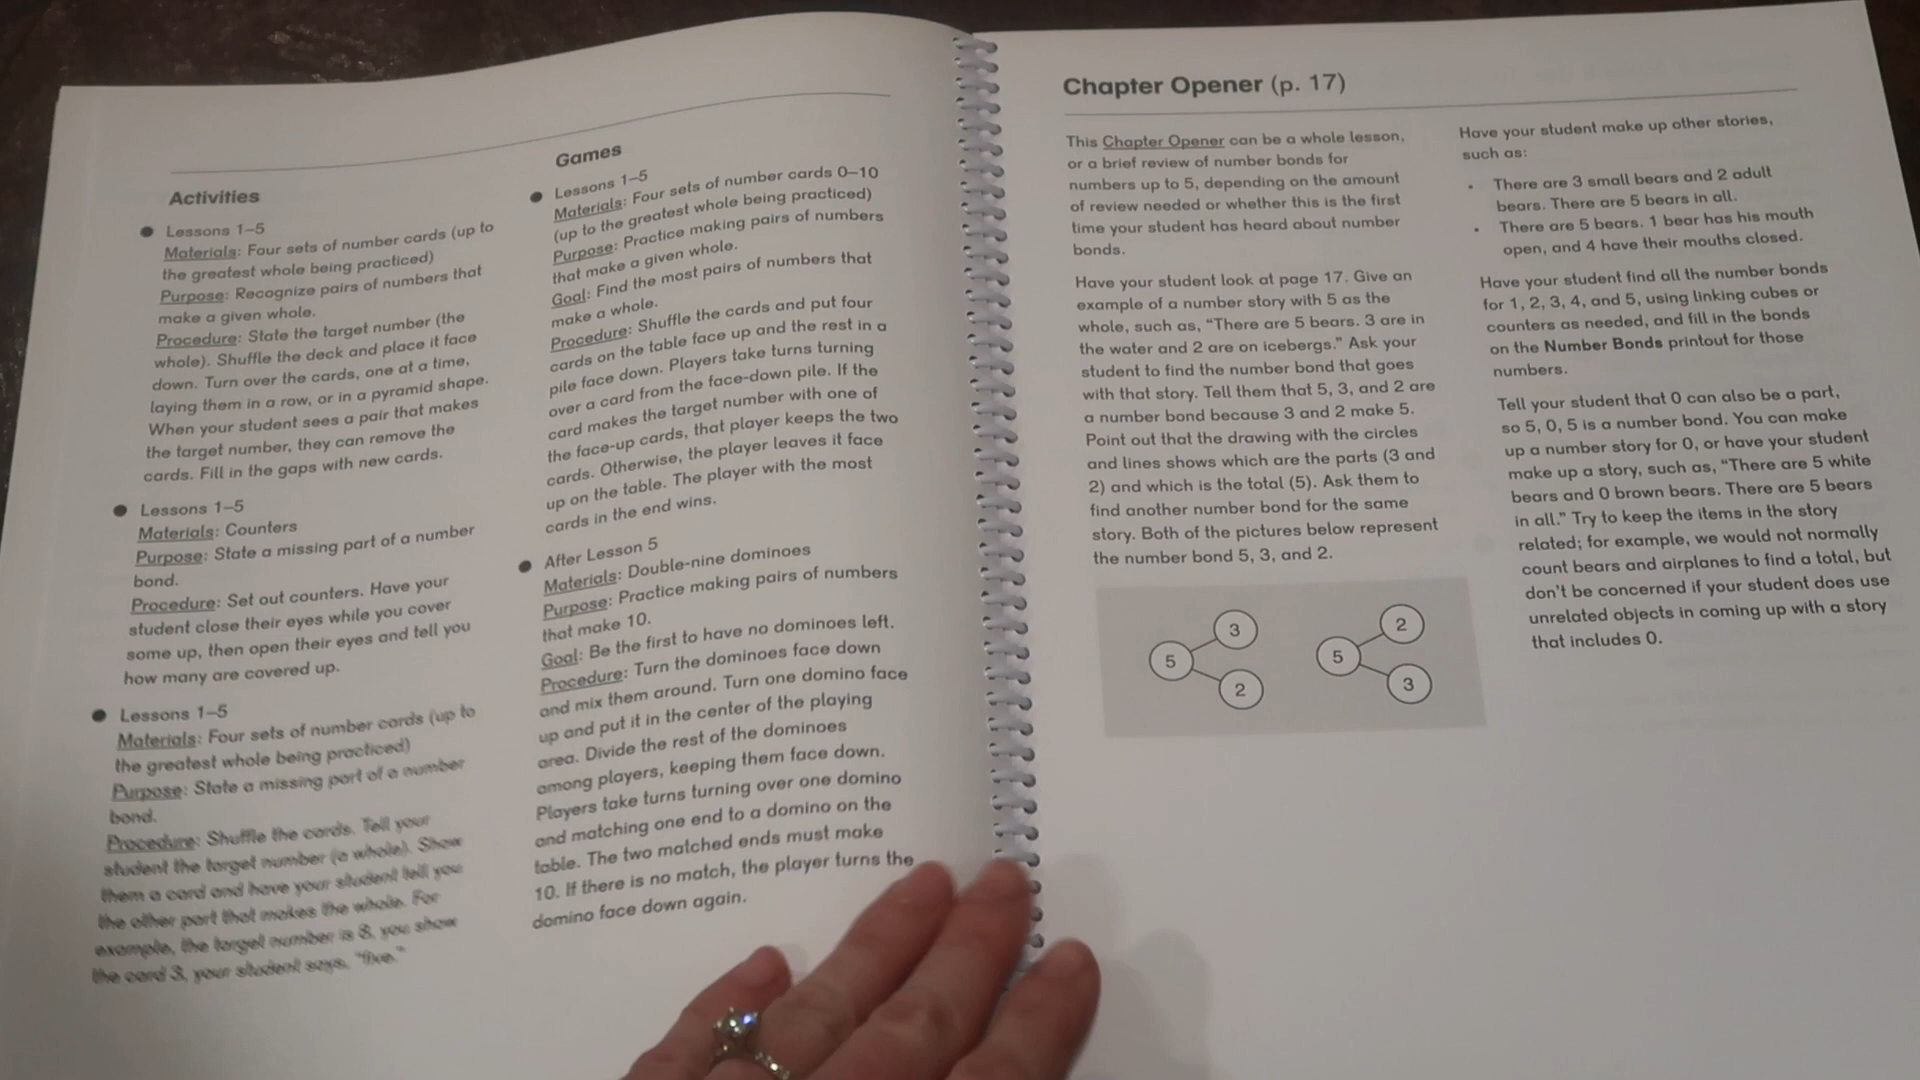 Activities
Lessons 1–5
Materials: Four sets of number cards (up to
the greatest whole being practiced)
Purpose: Recognize pairs of numbers that
make a given whole.
Procedure: State the target number (the
whole). Shuffle the deck and place it face
down. Turn over the cards, one at a time,
laying them in a row, or in a pyramid shape.
When your student sees a pair that makes
the target number, they can remove the
cards. Fill in the gaps with new cards.
Lessons 1–5
Materials: Counters
Purpose: State a missing part of a number
bond.
Procedure: Set out counters. Have your
student close their eyes while you cover
some up, then open their eyes and tell you
how many are covered up.
Lessons 1–5
Materials: Four sets of number cards (up to
the greatest whole being practiced)
Purpose: State a missing part of a number
bond.
Procedure: Shuffle the cards. Tell your
student the target number (a whole). Show
them a card and have your student tell you
the other part that makes the whole. For
example, the target number is 8, you show
the card 3, your student says, "five."
Games
Lessons 1–5
Materials: Four sets of number cards 0–10
(up to the greatest whole being practiced)
Purpose: Practice making pairs of numbers
that make a given whole.
Goal: Find the most pairs of numbers that
make a whole.
Procedure: Shuffle the cards and put four
cards on the table face up and the rest in a
pile face down. Players take turns turning
over a card from the face-down pile. If the
card makes the target number with one of
the face-up cards, that player keeps the two
cards. Otherwise, the player leaves it face
up on the table. The player with the most
cards in the end wins.
After Lesson 5
Materials: Double-nine dominoes
Purpose: Practice making pairs of numbers
that make 10.
Goal: Be the first to have no dominoes left.
Procedure: Turn the dominoes face down
and mix them around. Turn one domino face
up and put it in the center of the playing
area. Divide the rest of the dominoes
among players, keeping them face down.
Players take turns turning over one domino
and matching one end to a domino on the
table. The two matched ends must make
10. If there is no match, the player turns the
domino face down again.
Chapter Opener (p. 17)
This Chapter Opener can be a whole lesson,
or a brief review of number bonds for
numbers up to 5, depending on the amount
of review needed or whether this is the first
time your student has heard about number
bonds.
Have your student look at page 17. Give an
example of a number story with 5 as the
whole, such as, “There are 5 bears. 3 are in
the water and 2 are on icebergs.” Ask your
student to find the number bond that goes
with that story. Tell them that 5, 3, and 2 are
a number bond because 3 and 2 make 5.
Point out that the drawing with the circles
and lines shows which are the parts (3 and
2) and which is the total (5). Ask them to
find another number bond for the same
story. Both of the pictures below represent
the number bond 5, 3, and 2.
3
5
2
2
5
3
Have your student make up other stories,
such as:
• There are 3 small bears and 2 adult
bears. There are 5 bears in all.
• There are 5 bears. 1 bear has his mouth
open, and 4 have their mouths closed.
Have your student find all the number bonds
for 1, 2, 3, 4, and 5, using linking cubes or
counters as needed, and fill in the bonds
on the Number Bonds printout for those
numbers.
Tell your student that 0 can also be a part,
so 5, 0, 5 is a number bond. You can make
up a number story for 0, or have your student
make up a story, such as, “There are 5 white
bears and 0 brown bears. There are 5 bears
in all.” Try to keep the items in the story
related; for example, we would not normally
count bears and airplanes to find a total, but
don’t be concerned if your student does use
unrelated objects in coming up with a story
that includes 0.